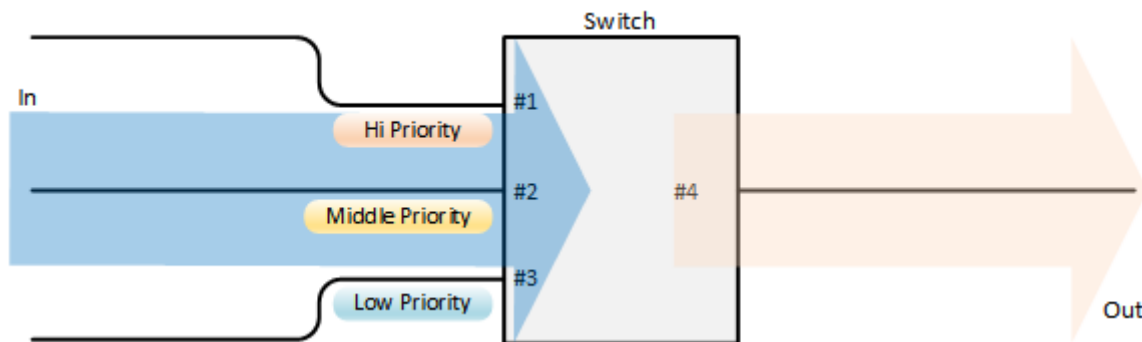 Switch
In
#1
Hi Priority
#2
#4
Middle Priority
#3
Low Priority
Out